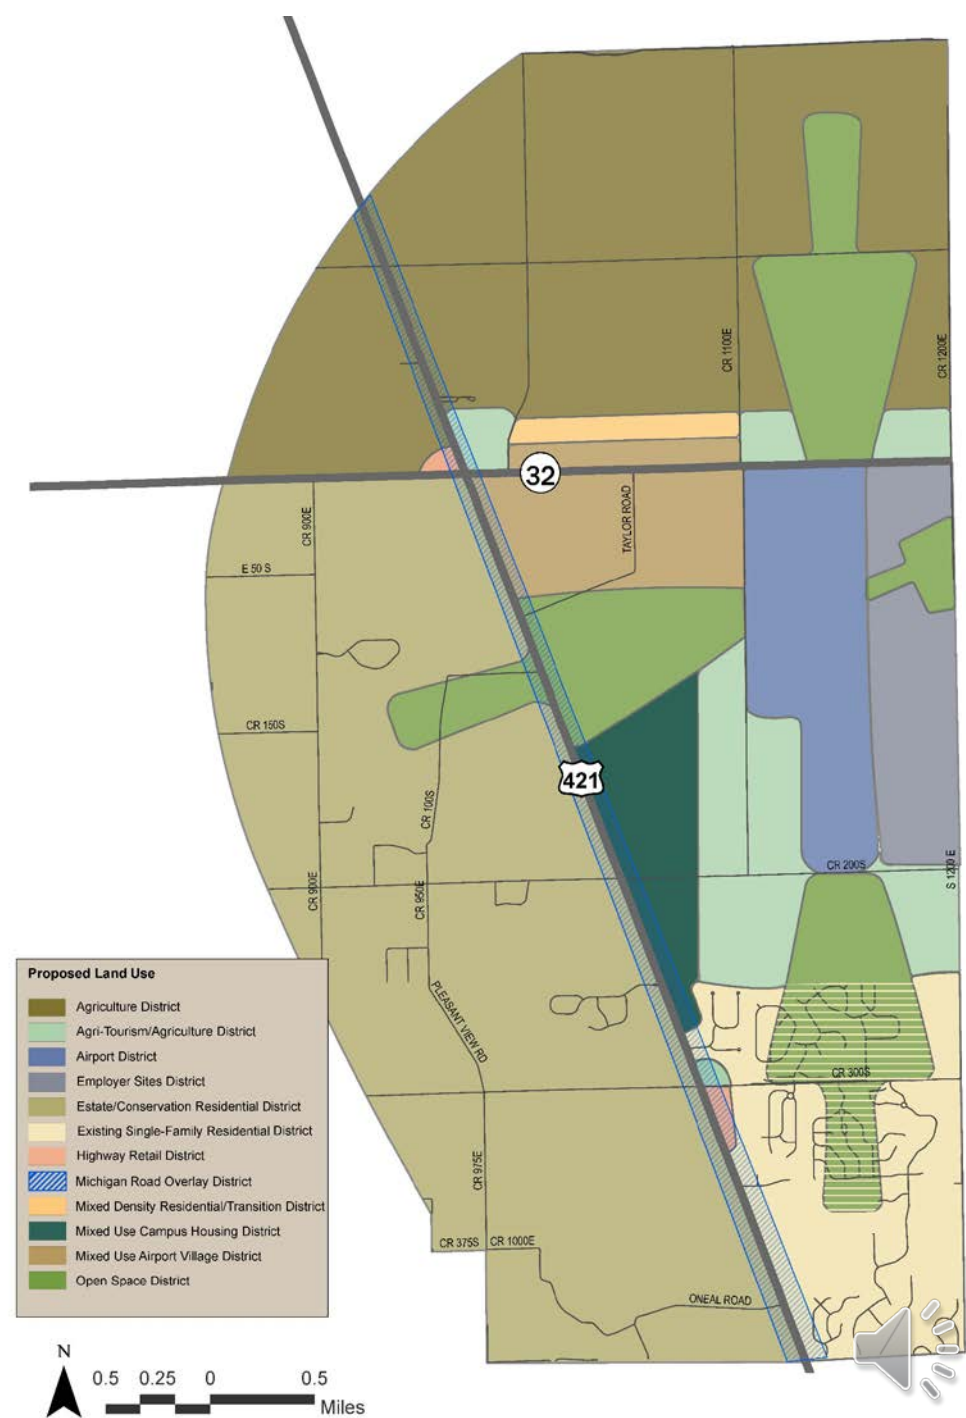 CR 1100E
CR 1200E
32
CR 900E
TAYLOR ROAD
E 50 S
CR 150S
421
CR 100S
CR 200S
S 1200 E
CR 900E
CR 950E
PLEASANT VIEW RD
CR 300S
CR 975E
CR 375S
CR 1000E
ONEAL ROAD
Proposed Land Use
Agriculture District
Agri-Tourism/Agriculture District
Airport District
Employer Sites District
Estate/Conservation Residential District
Existing Single-Family Residential District
Highway Retail District
Michigan Road Overlay District
Mixed Density Residential/Transition District
Mixed Use Campus Housing District
Mixed Use Airport Village District
Open Space District
N
0.5 0.25 0 0.5
Miles